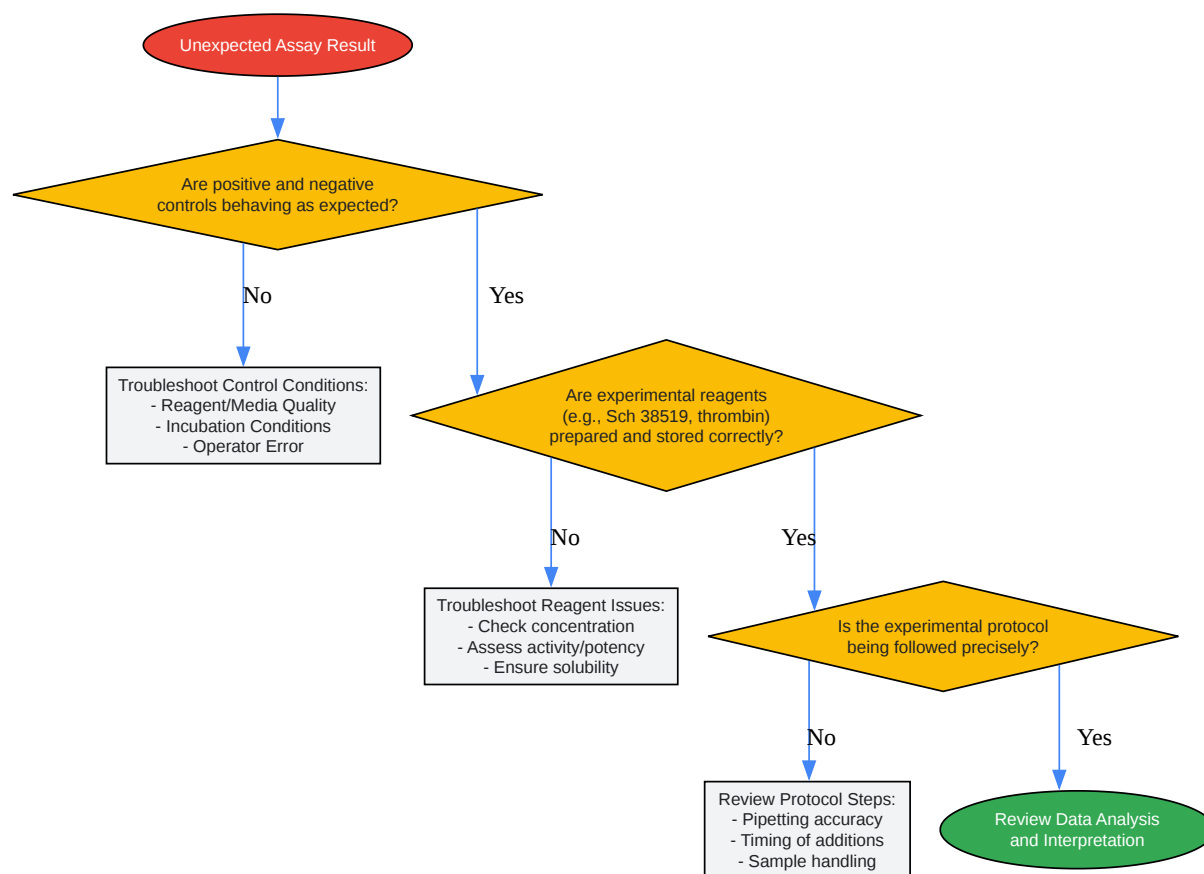 Unexpected Assay Result
Are positive and negative
controls behaving as expected?
No
Yes
Troubleshoot Control Conditions:
- Reagent/Media Quality
- Incubation Conditions
- Operator Error
Are experimental reagents
(e.g., Sch 38519, thrombin)
prepared and stored correctly?
No
Yes
Troubleshoot Reagent Issues:
- Check concentration
- Assess activity/potency
- Ensure solubility
Is the experimental protocol
being followed precisely?
No
Yes
Review Protocol Steps:
- Pipetting accuracy
- Timing of additions
- Sample handling
Review Data Analysis
and Interpretation